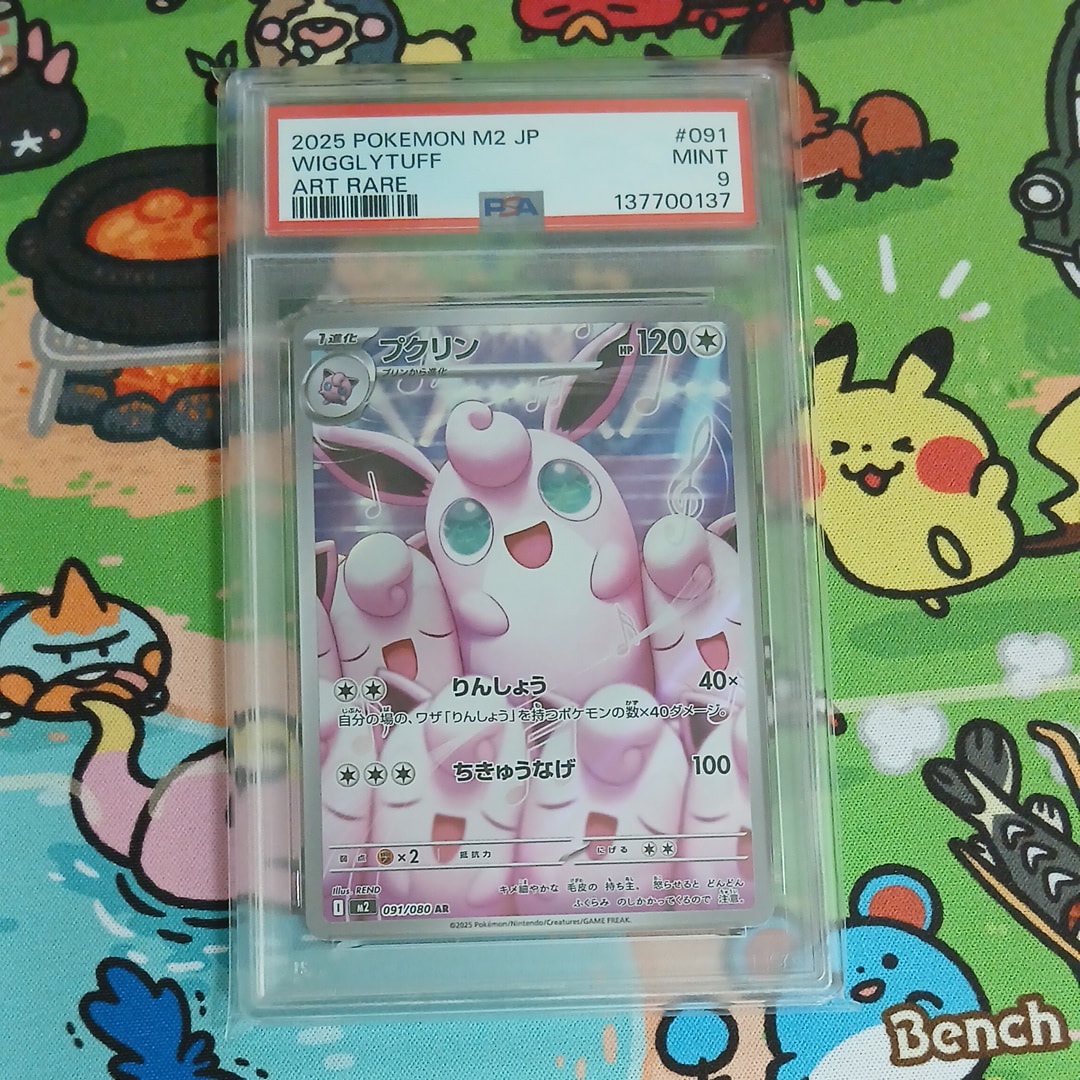 2025 POKEMON M2 JP #091
WIGGLYTUFF MINT
ART RARE 9
PSA 137700137
1進化 プクリン HP 120
プリンから進化
りんしょう 40×
自分の場の、ワザ「りんしょう」を持つポケモンの数×40ダメージ。
ちきゅうなげ 100
弱点 ×2 抵抗力 にげる
Illus. REND
キメ細やかな 毛皮の 持ち主。 怒らせると どんどん
I M2 091/080 AR
ふくらみ のしかかってくるので 注意。
©2025 Pokémon/Nintendo/Creatures/GAME FREAK.
Bench